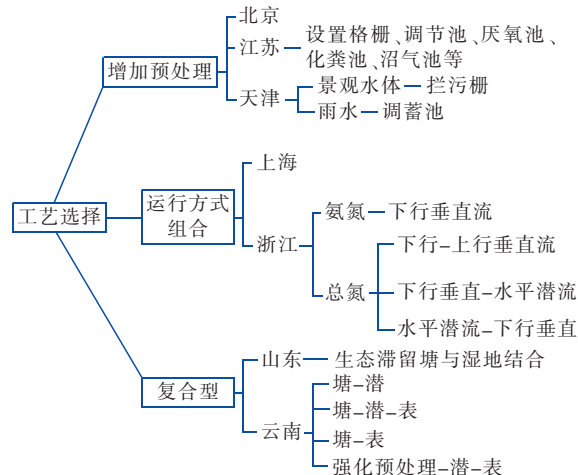 北京
江苏
设置格栅、调节池、厌氧池、
化粪池、沼气池等
增加预处理
天津
景观水体
拦污栅
雨水
调蓄池
工艺选择
运行方式
组合
上海
浙江
氨氮
下行垂直流
总氮
下行-上行垂直流
下行垂直-水平潜流
水平潜流-下行垂直
复合型
山东
生态滞留塘与湿地结合
云南
塘-潜
塘-潜-表
塘-表
强化预处理-潜-表